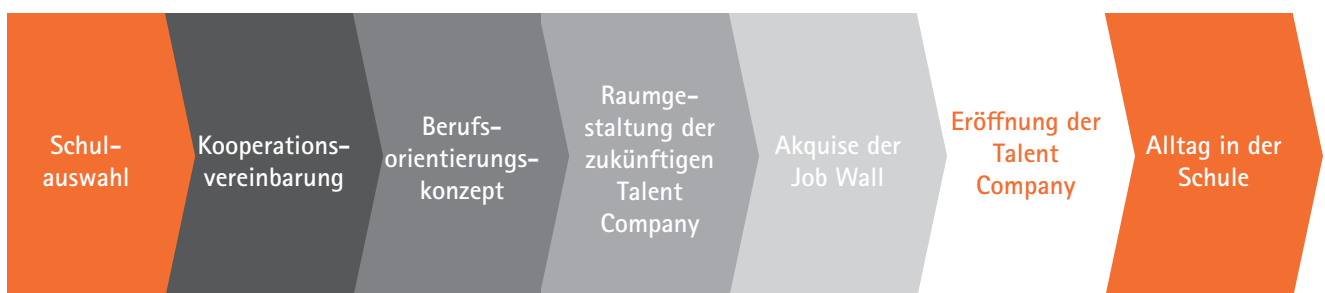 Schul-
auswahl
Kooperations-
vereinbarung
Berufs-
orientierungs-
konzept
Raumge-
staltung der
zukünftigen
Talent
Company
Akquise der
Job Wall
Eröffnung der
Talent
Company
Alltag in der
Schule